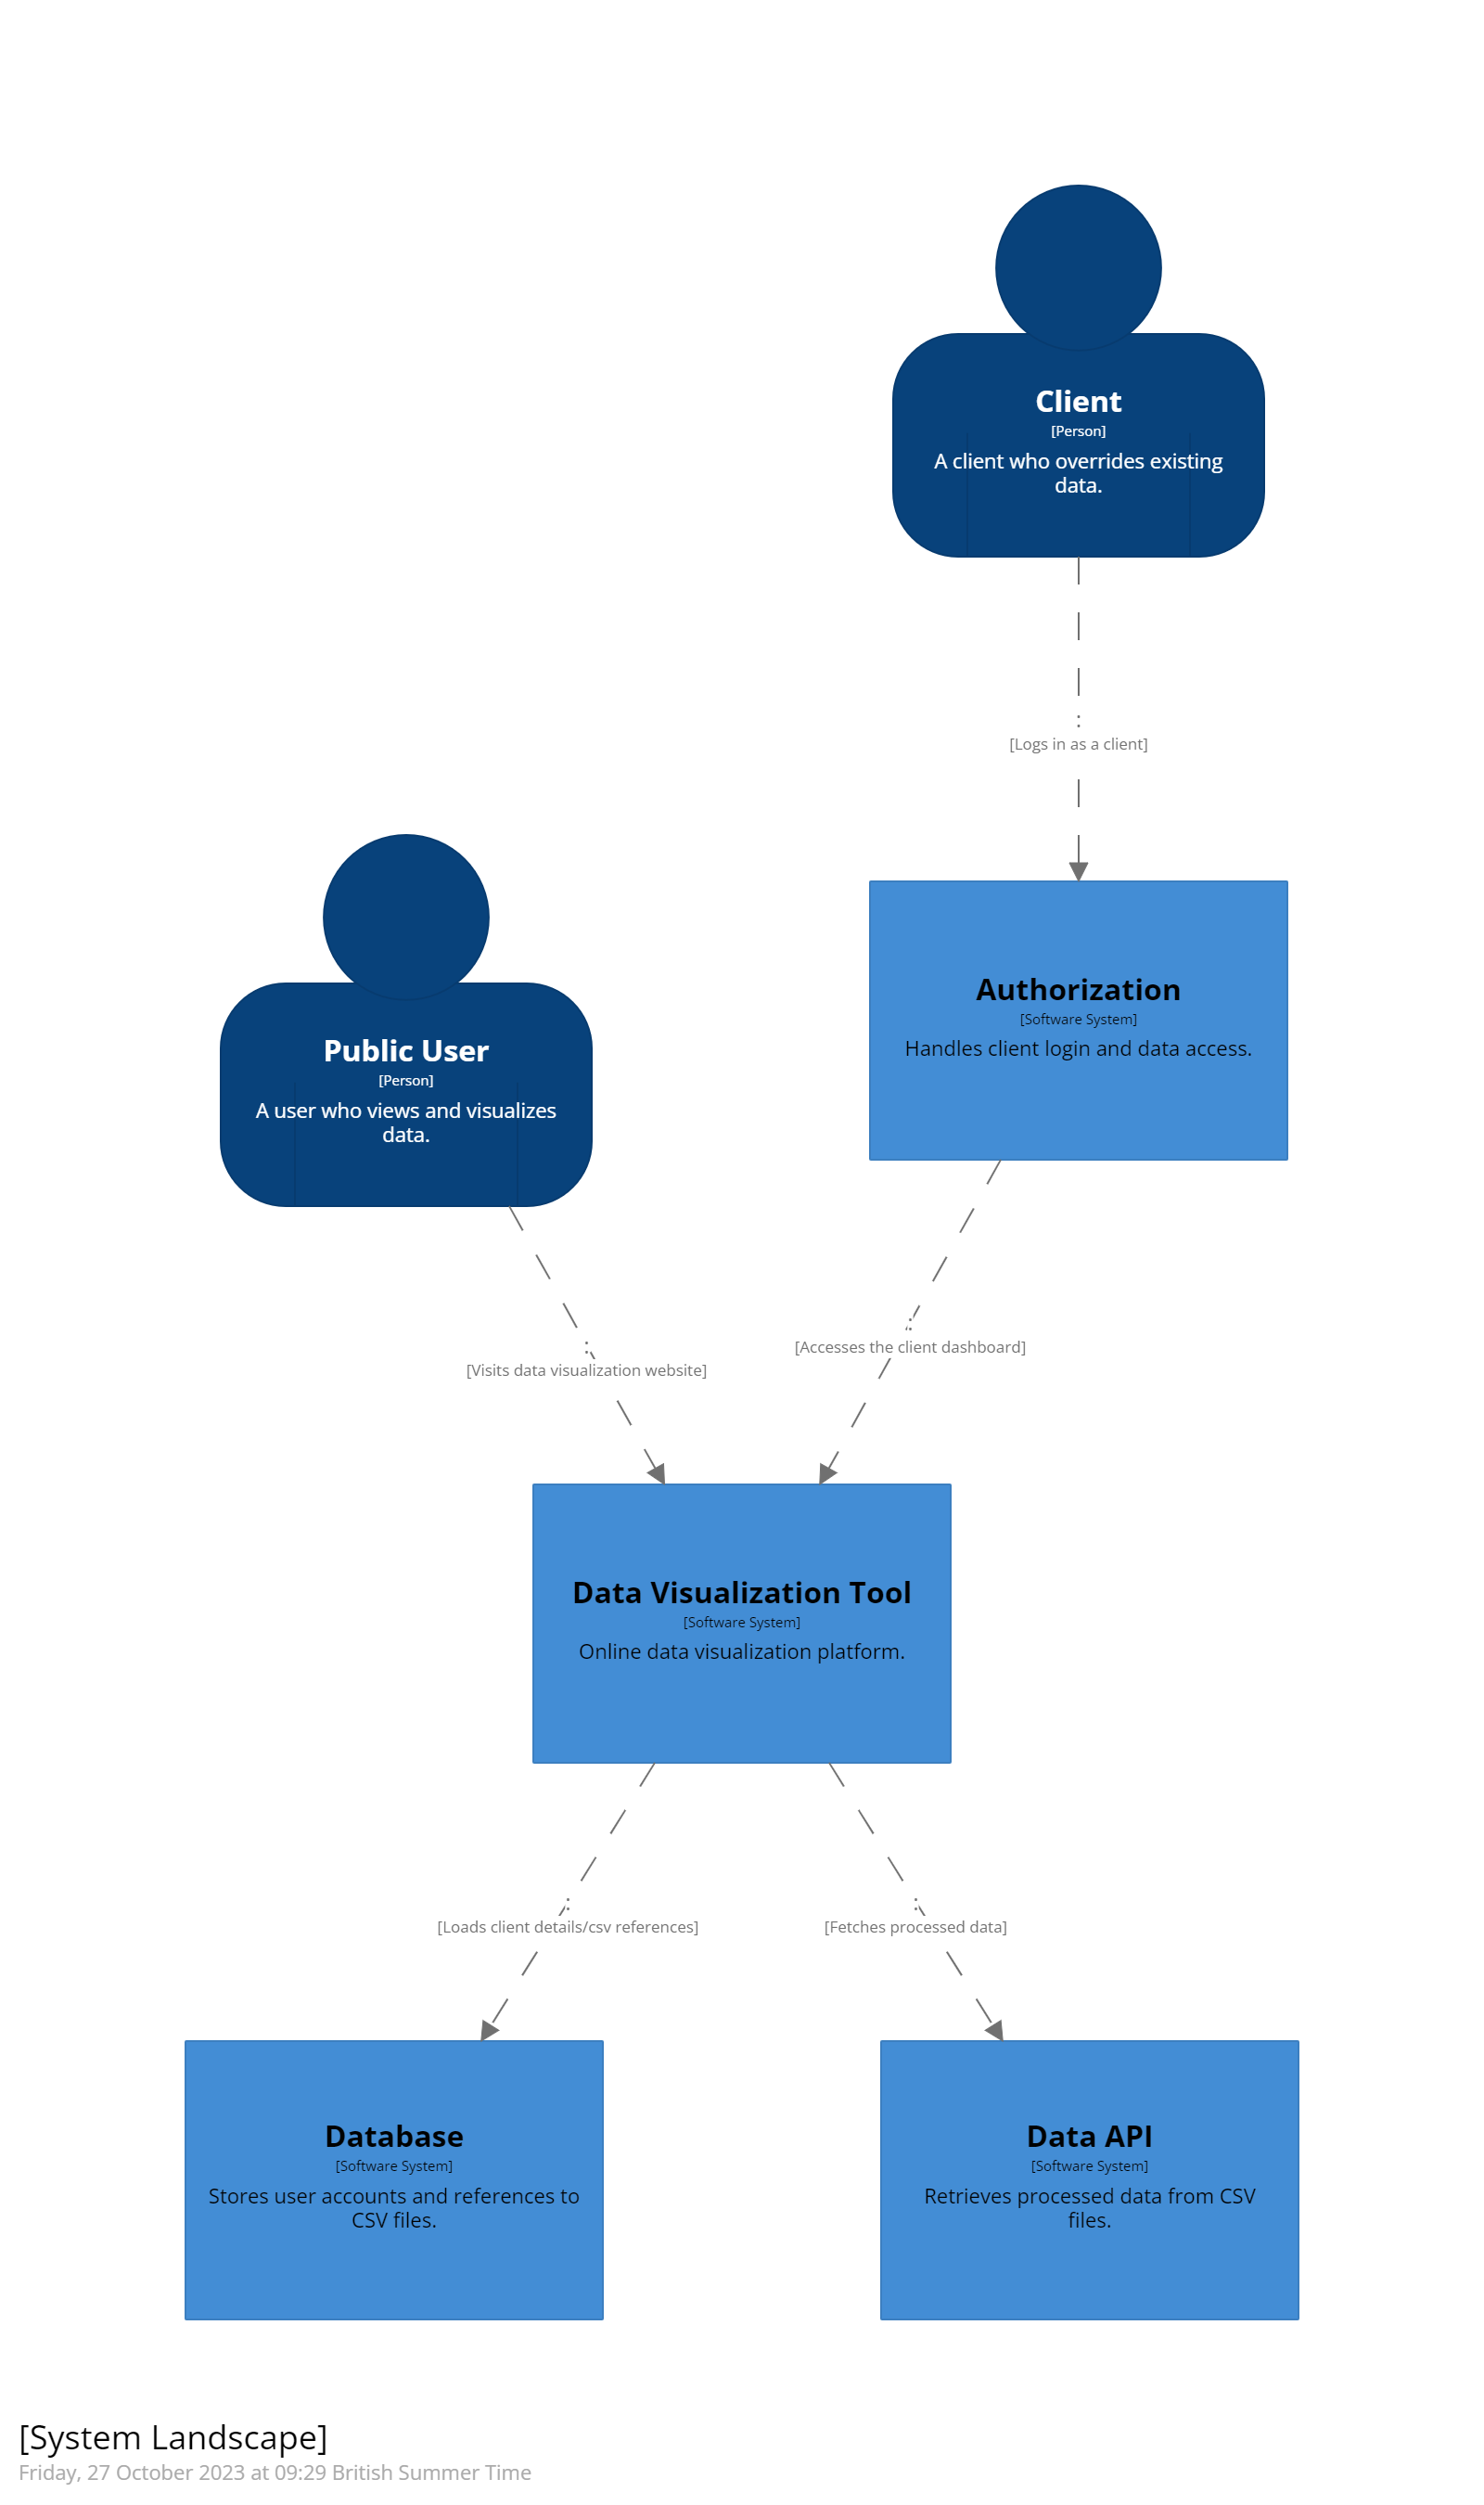 Client
[Person]
A client who overrides existing
data.
:
[Logs in as a client]
Public User
[Person]
A user who views and visualizes
data.
Authorization
[Software System]
Handles client login and data access.
:
[Visits data visualization website]
:
[Accesses the client dashboard]
Data Visualization Tool
[Software System]
Online data visualization platform.
:
[Loads client details/csv references]
:
[Fetches processed data]
Database
[Software System]
Stores user accounts and references to
CSV files.
Data API
[Software System]
Retrieves processed data from CSV
files.
[System Landscape]
Friday, 27 October 2023 at 09:29 British Summer Time